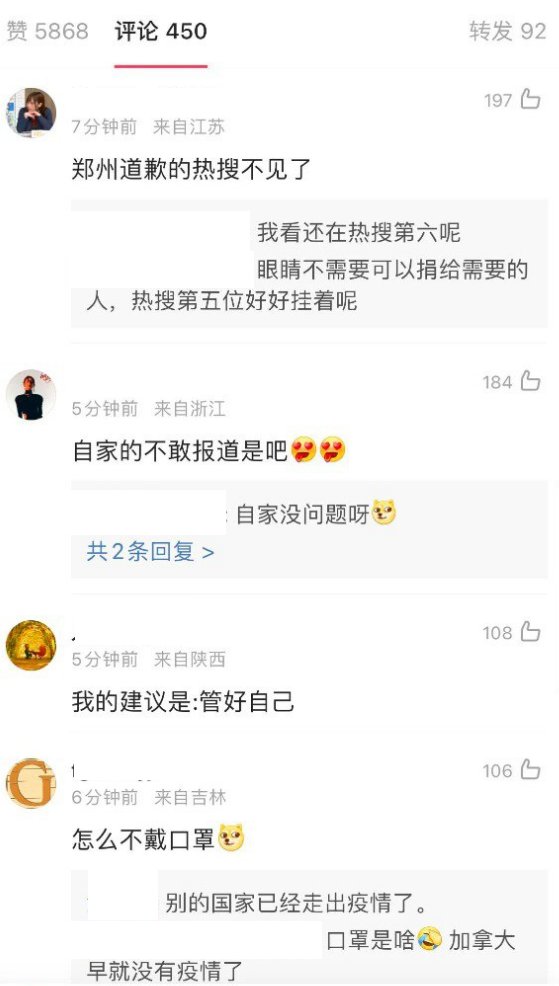 赞 5868 评论 450 转发 92
197
7分钟前 来自江苏
郑州道歉的热搜不见了
我看还在热搜第六呢
眼睛不需要可以捐给需要的
人，热搜第五位好好挂着呢
184
5分钟前 来自浙江
自家的不敢报道是吧😍😍
: 自家没问题呀
共2条回复 >
108
5分钟前 来自陕西
我的建议是:管好自己
106
6分钟前 来自吉林
怎么不戴口罩
别的国家已经走出疫情了。
口罩是啥🤣 加拿大
早就没有疫情了